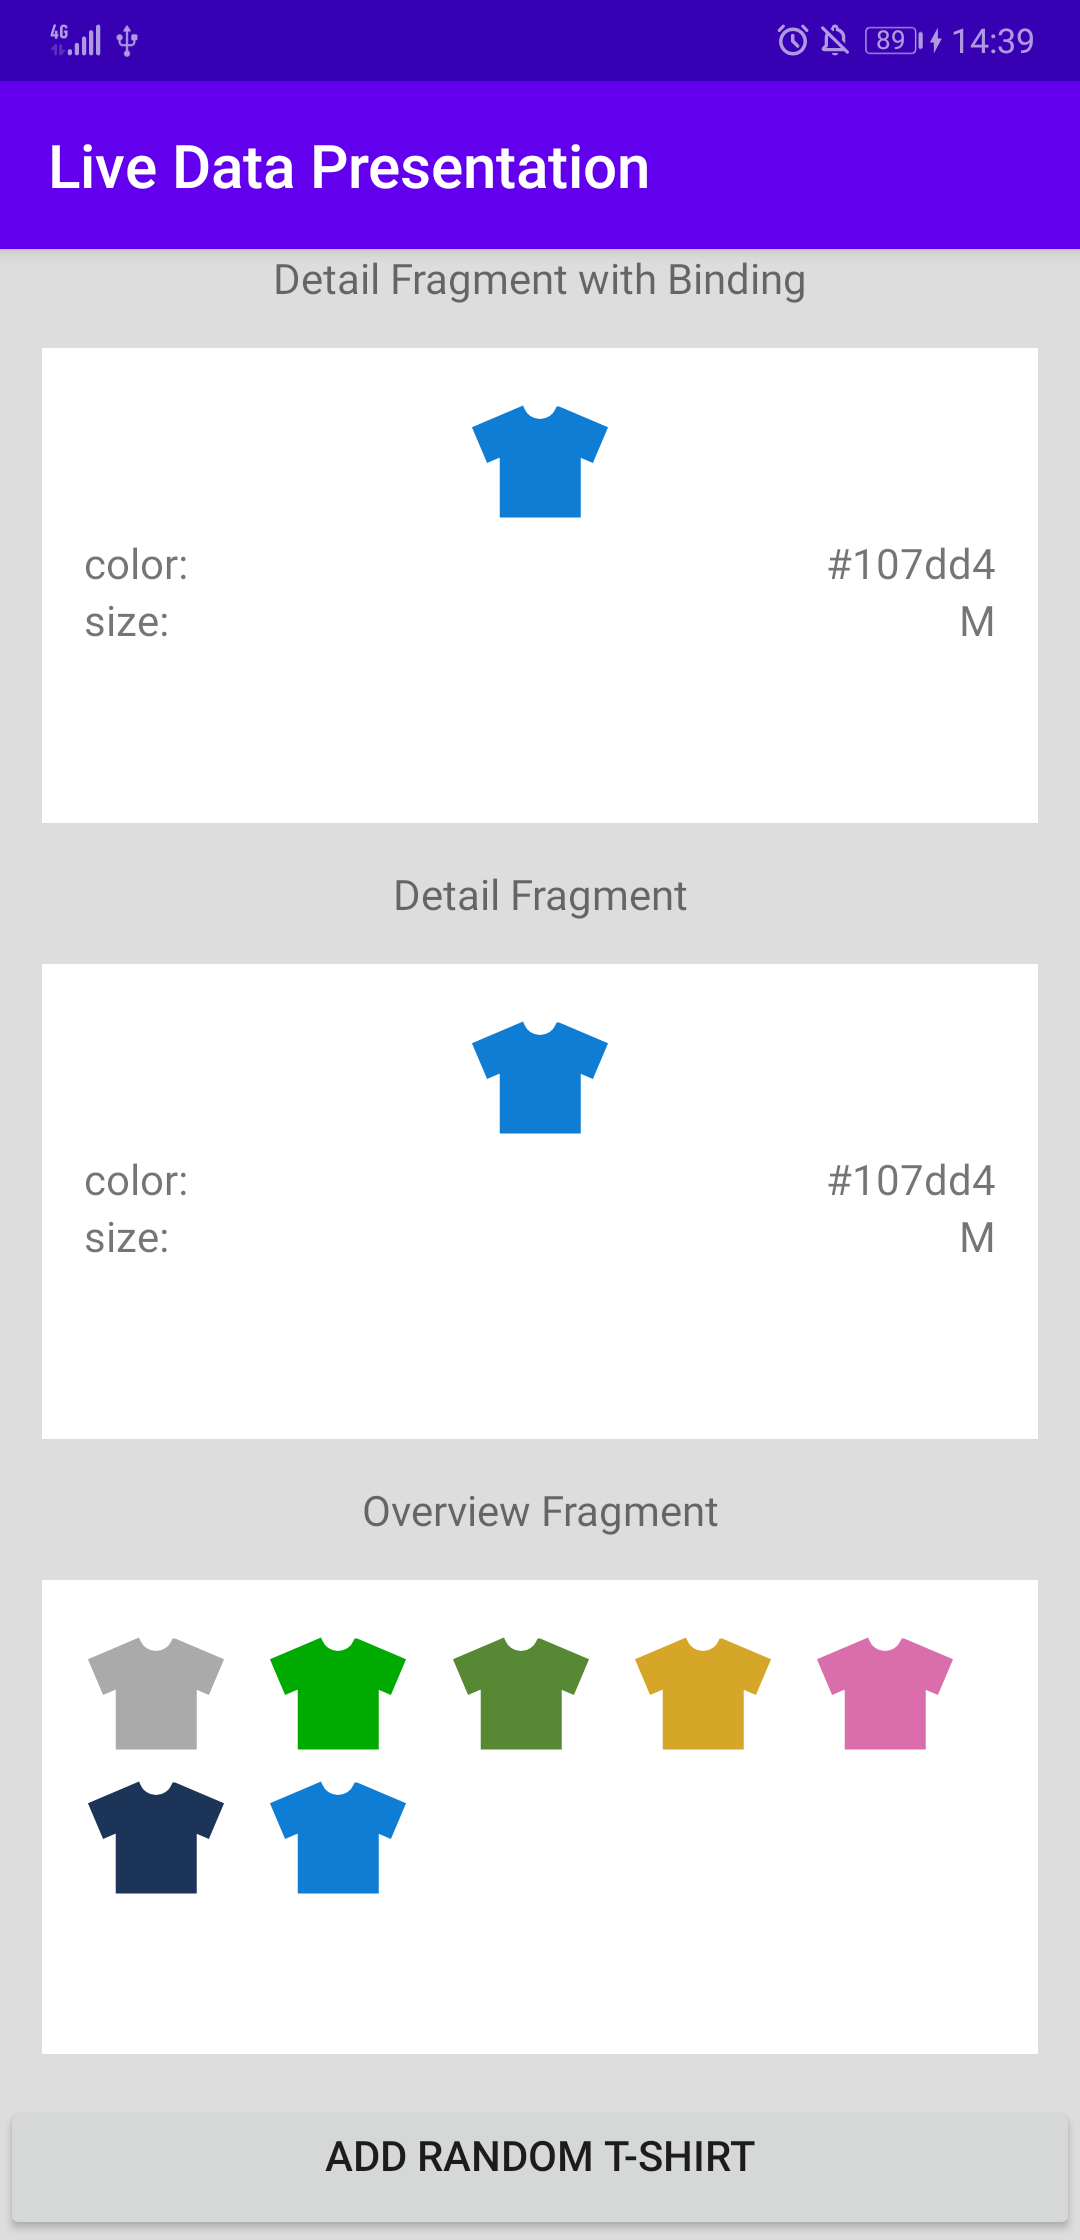 4G 89 14:39
Live Data Presentation
Detail Fragment with Binding
color: #107dd4
size: M
Detail Fragment
color: #107dd4
size: M
Overview Fragment
ADD RANDOM T-SHIRT